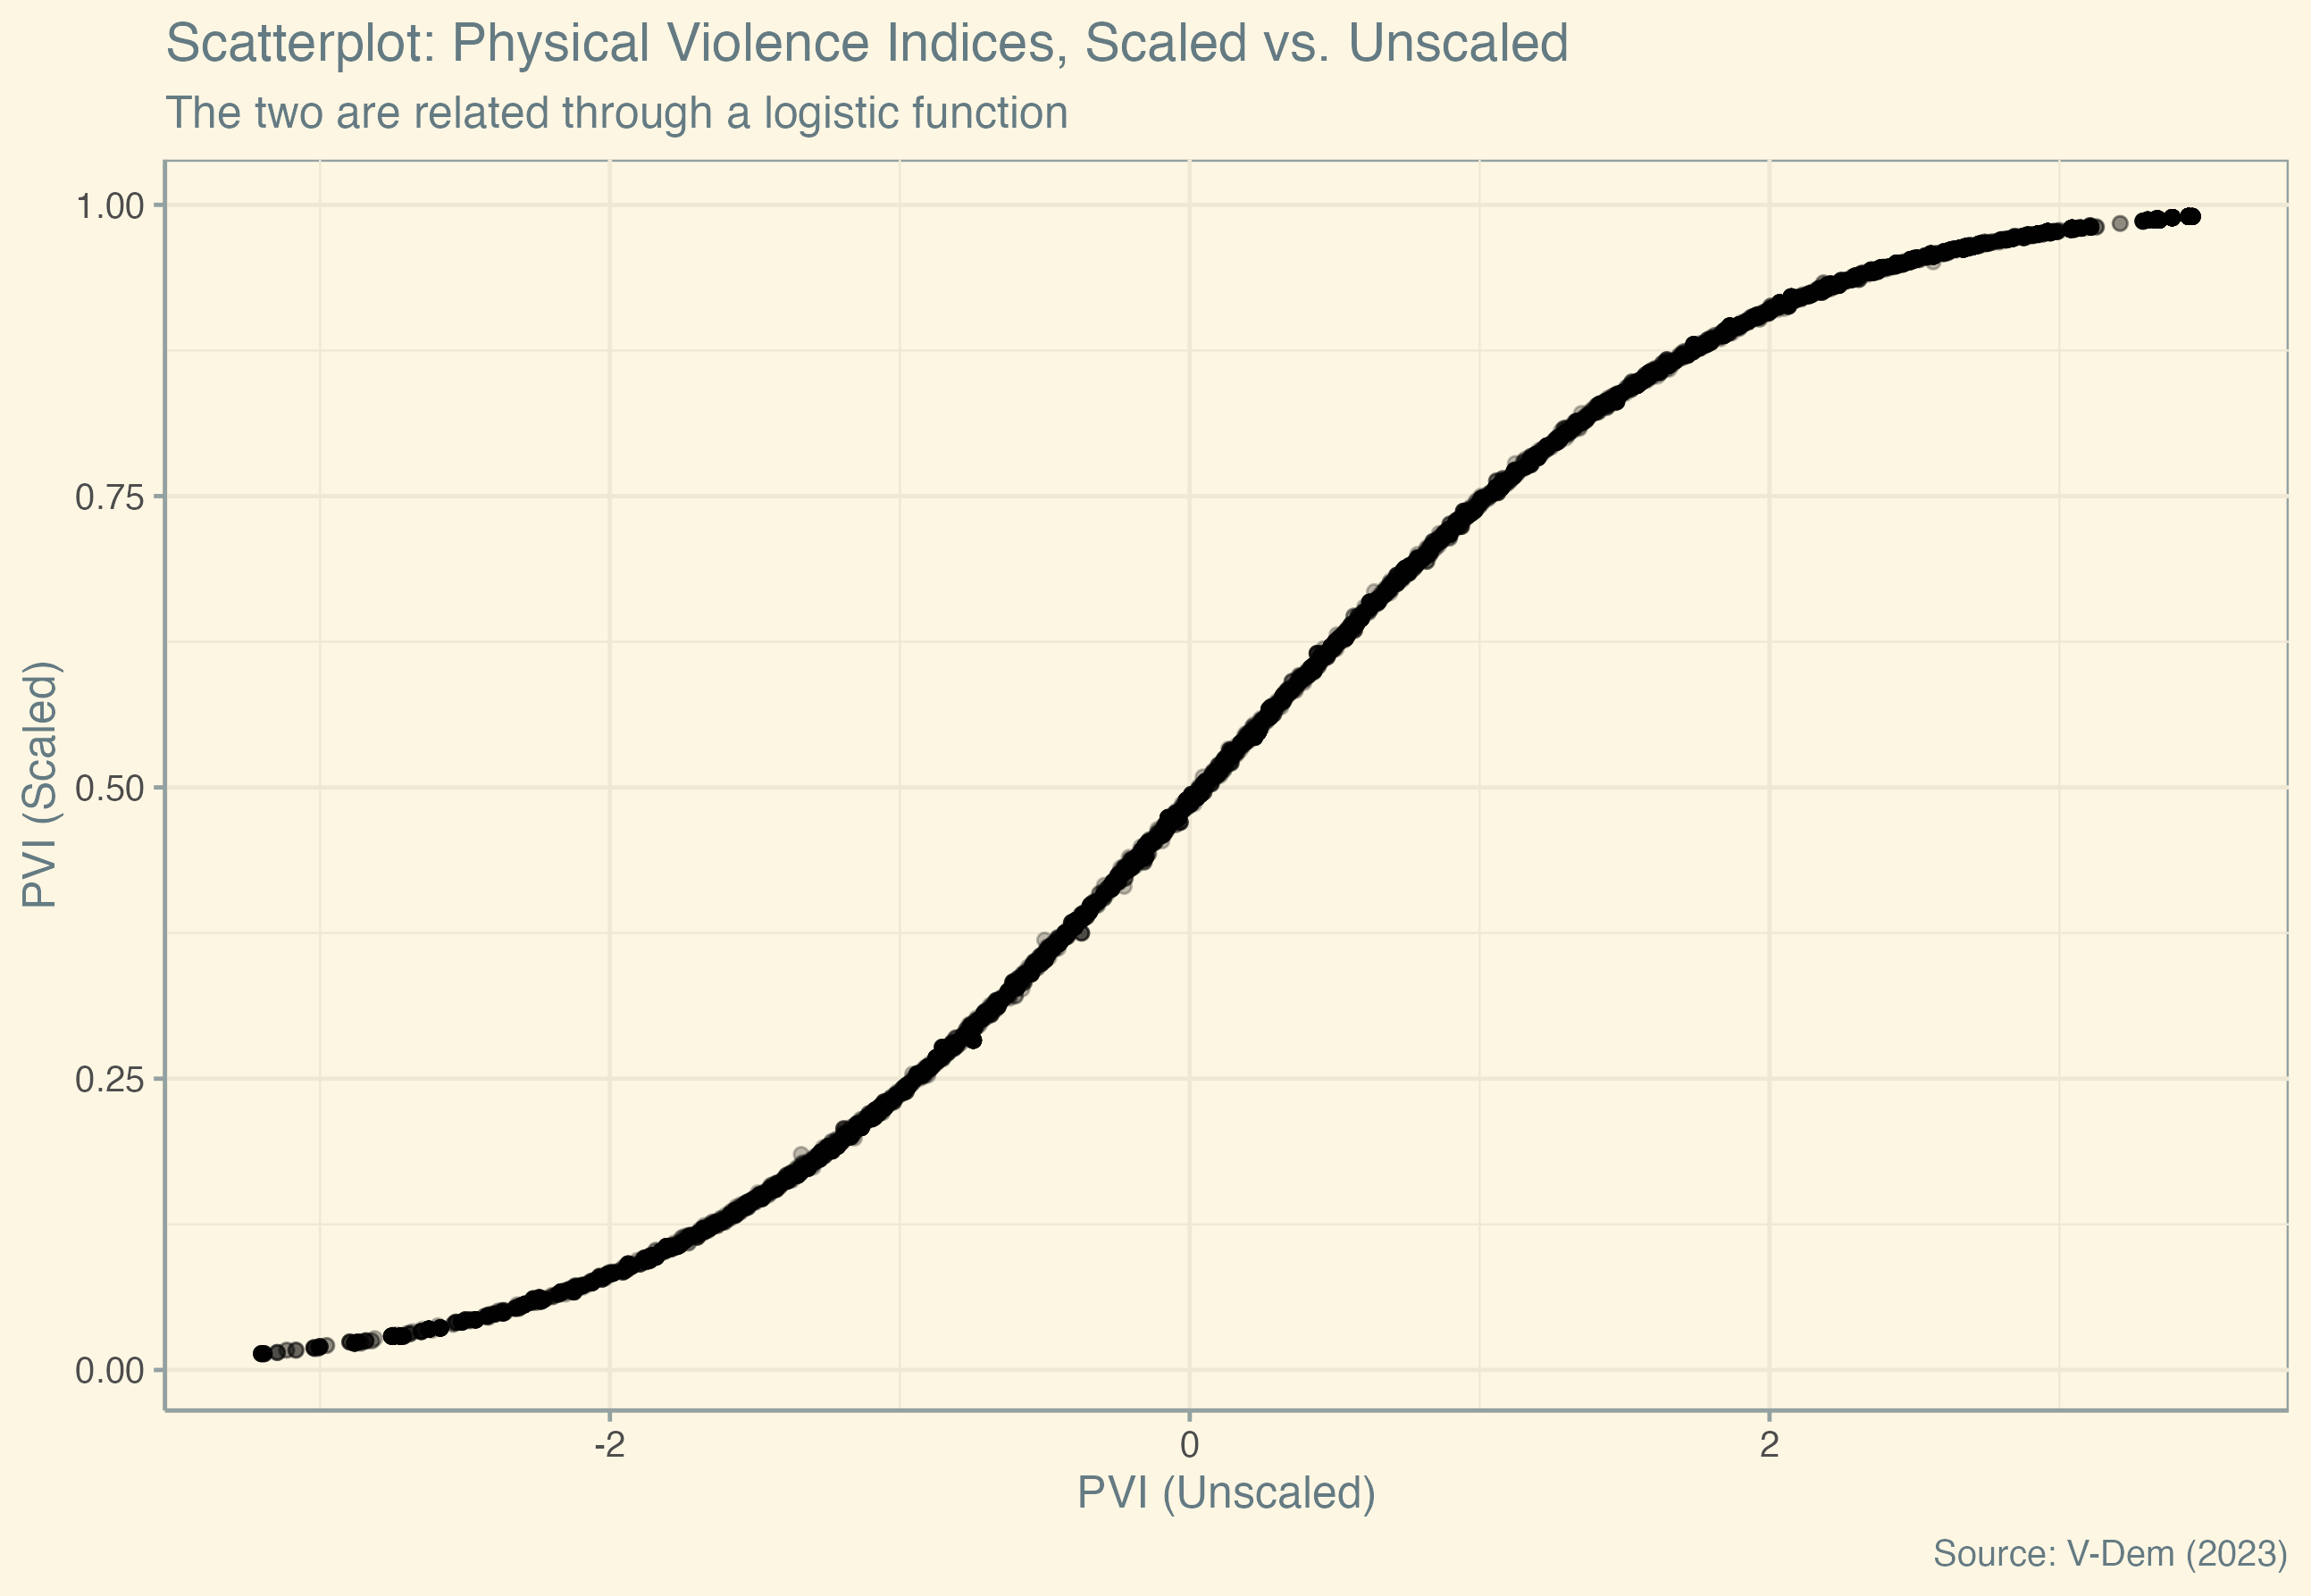 Scatterplot: Physical Violence Indices, Scaled vs. Unscaled
The two are related through a logistic function
PVI (Scaled)
1.00
0.75
0.50
0.25
0.00
-2
0
2
PVI (Unscaled)
Source: V-Dem (2023)